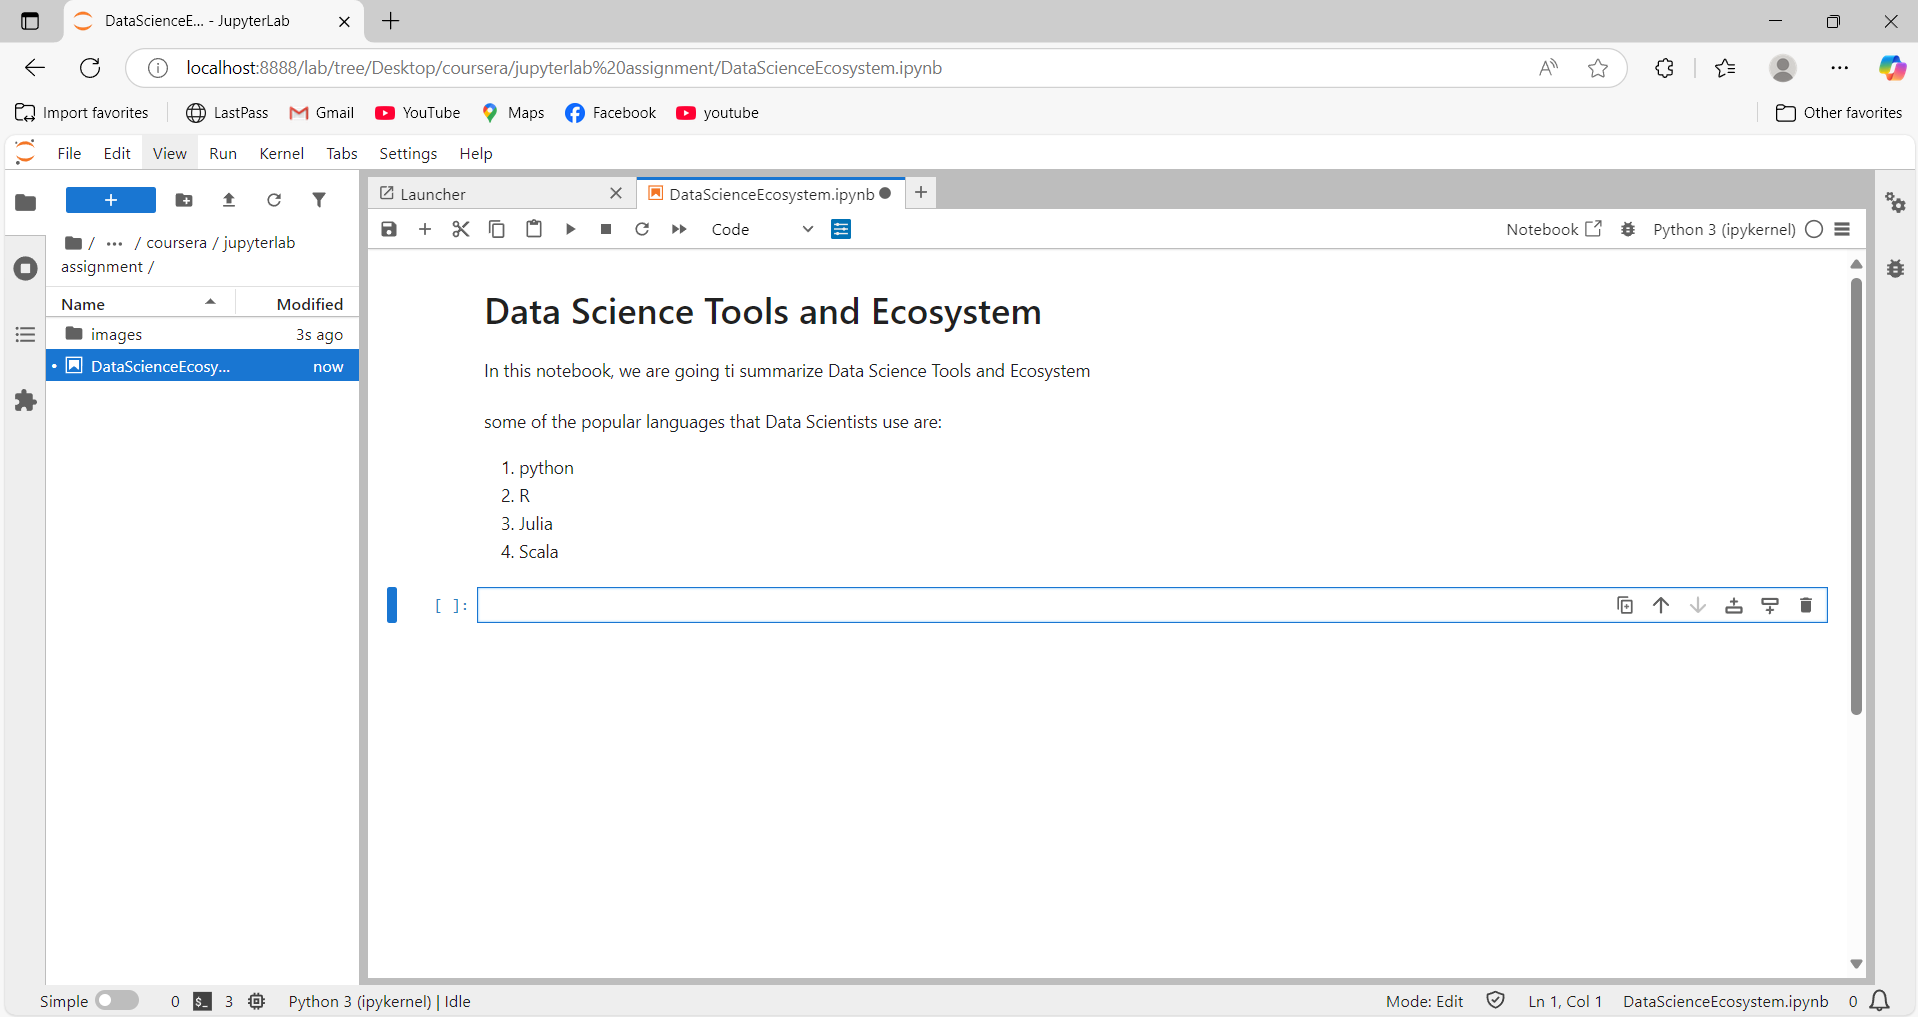 DataScienceE... - JupyterLab
localhost:8888/lab/tree/Desktop/coursera/jupyterlab%20assignment/DataScienceEcosystem.ipynb
Import favorites LastPass Gmail YouTube Maps Facebook youtube Other favorites
File Edit View Run Kernel Tabs Settings Help
+
/ ... / coursera / jupyterlab
assignment /
Name Modified
images 3s ago
DataScienceEcosy... now
Launcher DataScienceEcosystem.ipynb
Code Notebook Python 3 (ipykernel)
Data Science Tools and Ecosystem
In this notebook, we are going ti summarize Data Science Tools and Ecosystem
some of the popular languages that Data Scientists use are:
1. python
2. R
3. Julia
4. Scala
[ ]:
Simple 0 $_ 3 Python 3 (ipykernel) | Idle Mode: Edit Ln 1, Col 1 DataScienceEcosystem.ipynb 0